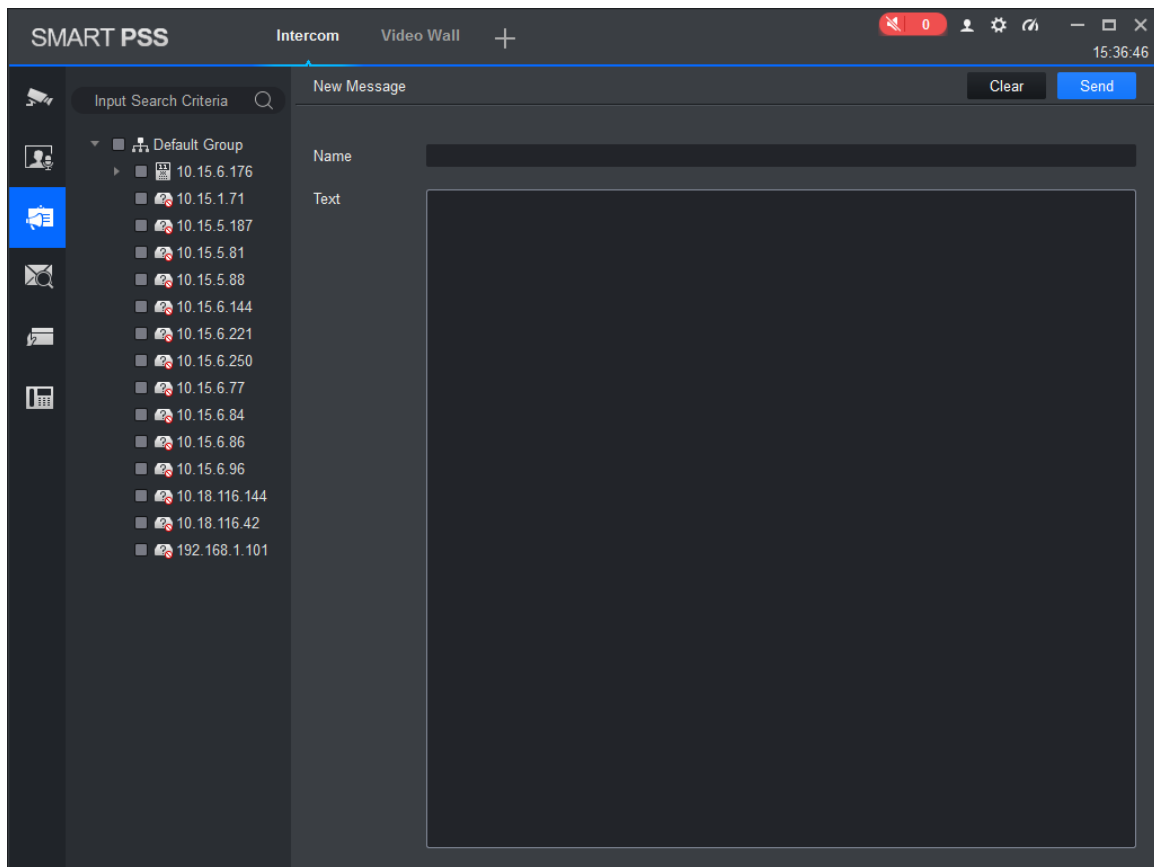 SMART PSS
Intercom
Video Wall
0
15:36:46
Input Search Criteria
Default Group
10.15.6.176
10.15.1.71
10.15.5.187
10.15.5.81
10.15.5.88
10.15.6.144
10.15.6.221
10.15.6.250
10.15.6.77
10.15.6.84
10.15.6.86
10.15.6.96
10.18.116.144
10.18.116.42
192.168.1.101
New Message
Clear
Send
Name
Text